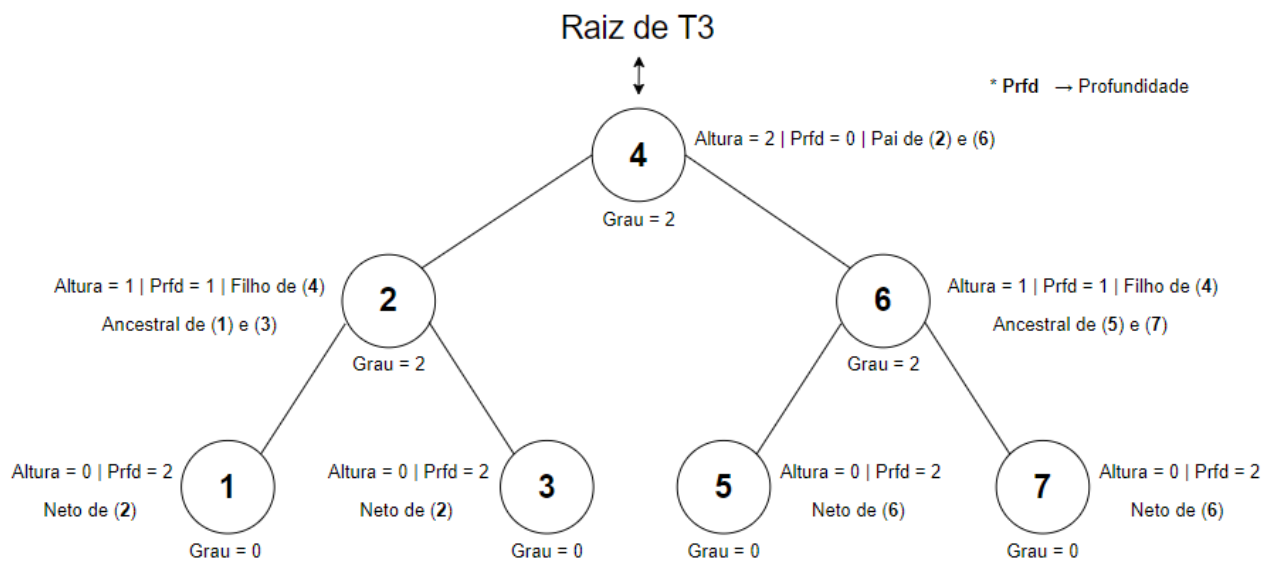 Raiz de T3
* Prfd → Profundidade
4
Altura = 2 | Prfd = 0 | Pai de (2) e (6)
Grau = 2
Altura = 1 | Prfd = 1 | Filho de (4)
Ancestral de (1) e (3)
2
Grau = 2
6
Altura = 1 | Prfd = 1 | Filho de (4)
Ancestral de (5) e (7)
Grau = 2
Altura = 0 | Prfd = 2
Neto de (2)
1
Grau = 0
Altura = 0 | Prfd = 2
Neto de (2)
3
Grau = 0
5
Altura = 0 | Prfd = 2
Neto de (6)
Grau = 0
7
Altura = 0 | Prfd = 2
Neto de (6)
Grau = 0